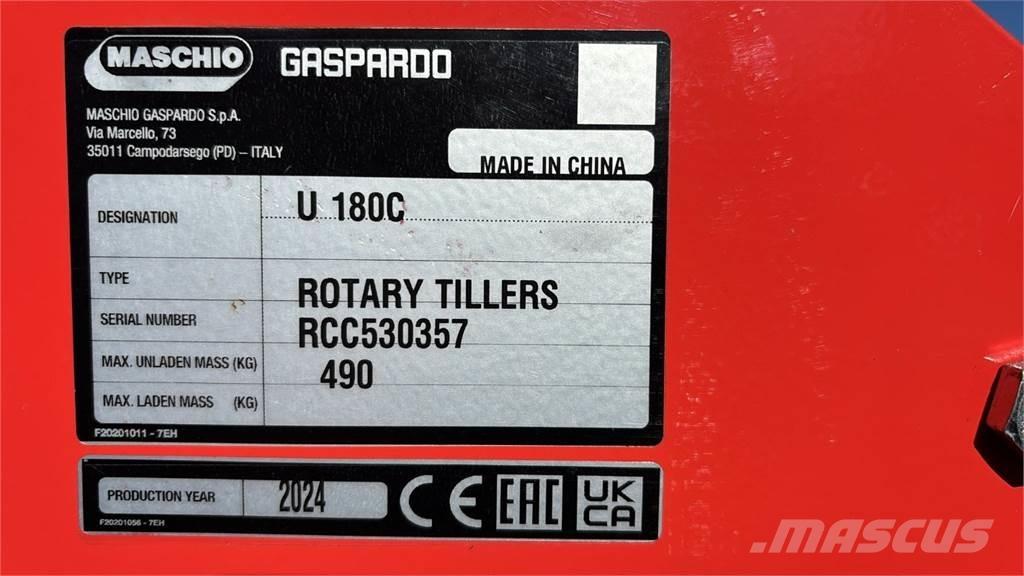 MASCHIO GASPARDO
MASCHIO GASPARDO S.p.A.
Via Marcello, 73
35011 Campodarsego (PD) – ITALY
MADE IN CHINA
DESIGNATION U 180C
TYPE ROTARY TILLERS
SERIAL NUMBER RCC530357
MAX. UNLADEN MASS (KG) 490
MAX. LADEN MASS (KG)
F20201011 - 7EH
PRODUCTION YEAR 2024 CE EAC UK CA
F20201056 - 7EH
MASCUS